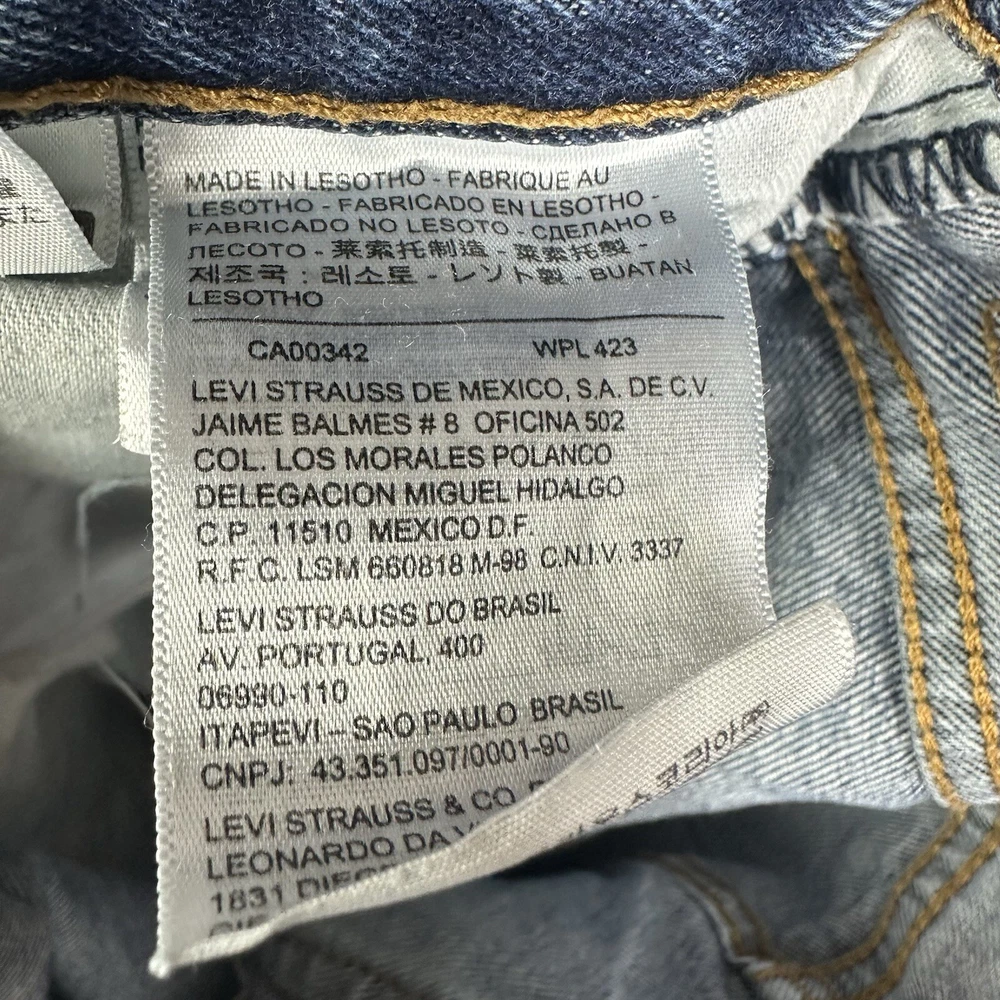 MADE IN LESOTHO - FABRIQUE AU
LESOTHO - FABRICADO EN LESOTHO -
FABRICADO NO LESOTO - СДЕЛАНО В
ЛЕСОТО - 莱索托制造 - 萊索托製 -
제조국 : 레소토 - レソト製 - BUATAN
LESOTHO
CA00342 WPL 423
LEVI STRAUSS DE MEXICO, S.A. DE C.V.
JAIME BALMES # 8 OFICINA 502
COL. LOS MORALES POLANCO
DELEGACION MIGUEL HIDALGO
C.P. 11510 MEXICO D.F.
R.F.C. LSM 660818 M-98 C.N.I.V. 3337
LEVI STRAUSS DO BRASIL
AV. PORTUGAL, 400
06990-110
ITAPEVI – SAO PAULO BRASIL
CNPJ: 43.351.097/0001-90
LEVI STRAUSS & CO
LEONARDO DA
1831